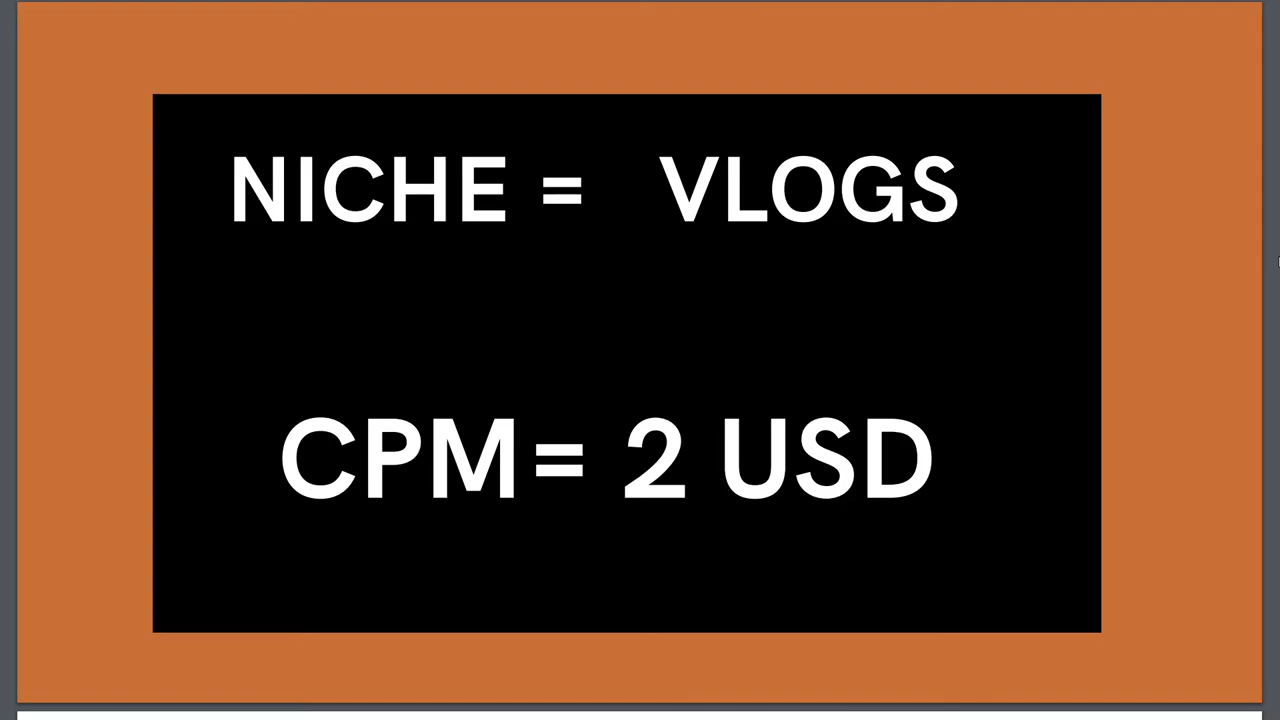 NICHE = VLOGS
CPM= 2 USD